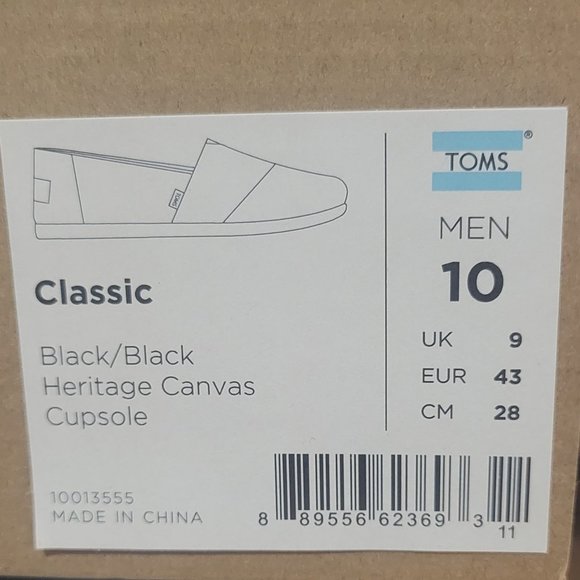 TOMS
Classic
Black/Black
Heritage Canvas
Cupsole
10013555
MADE IN CHINA
TOMS®
MEN
10
UK 9
EUR 43
CM 28
8 89556 62369 3 11